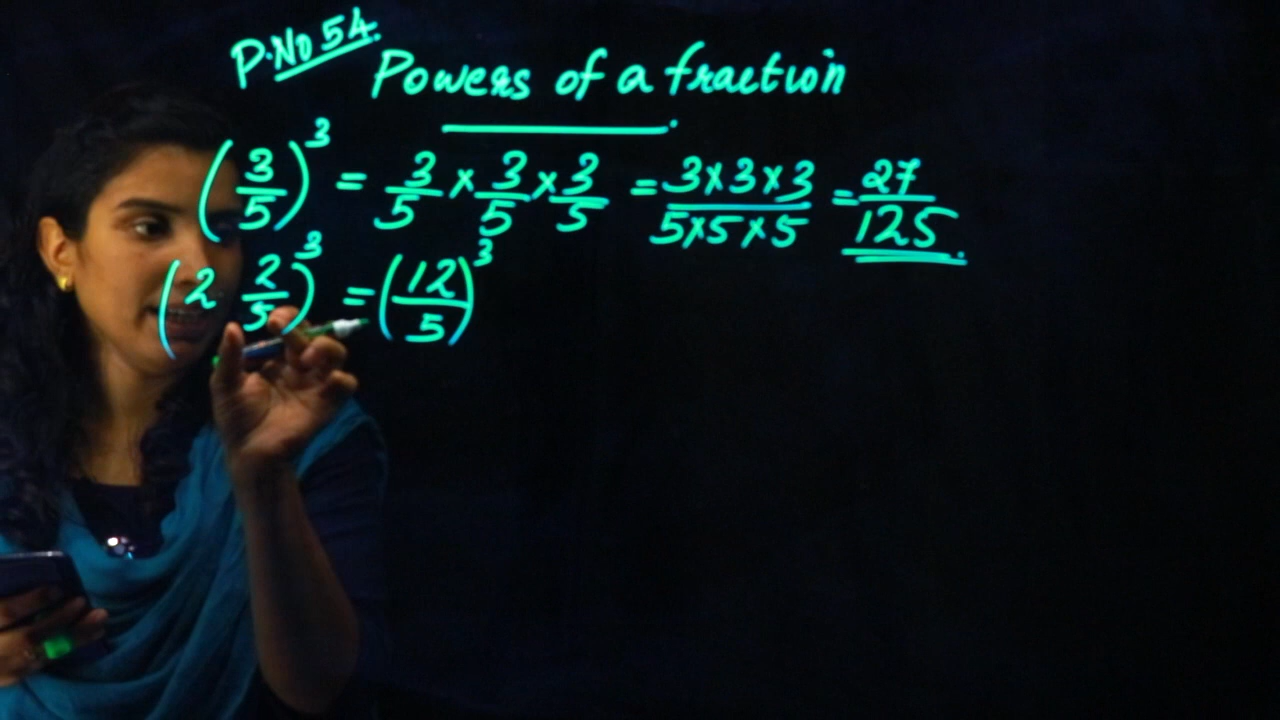 P.No 54.
Powers of a fraction
(3/5)³ = 3/5 × 3/5 × 3/5 = 3×3×3/5×5×5 = 27/125.
(2 2/5)³ = (12/5)³